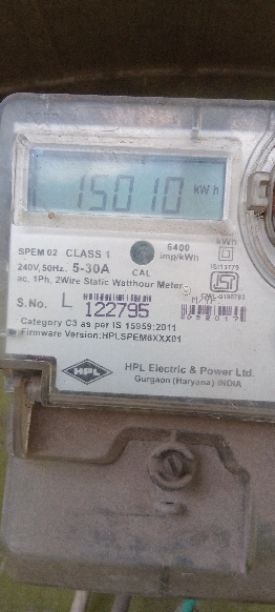 15010 kWh
SPEM 02 CLASS 1
6400
imp/kWh
kWh
240V, 50Hz. 5-30A
CAL
IS:13779
ac, 1Ph, 2Wire Static Watthour Meter
S.No. L 122795
Category C3 as per IS 15959:2011
Firmware Version:HPLSPEM6XXX01
HPL
HPL Electric & Power Ltd.
Gurgaon (Haryana) INDIA